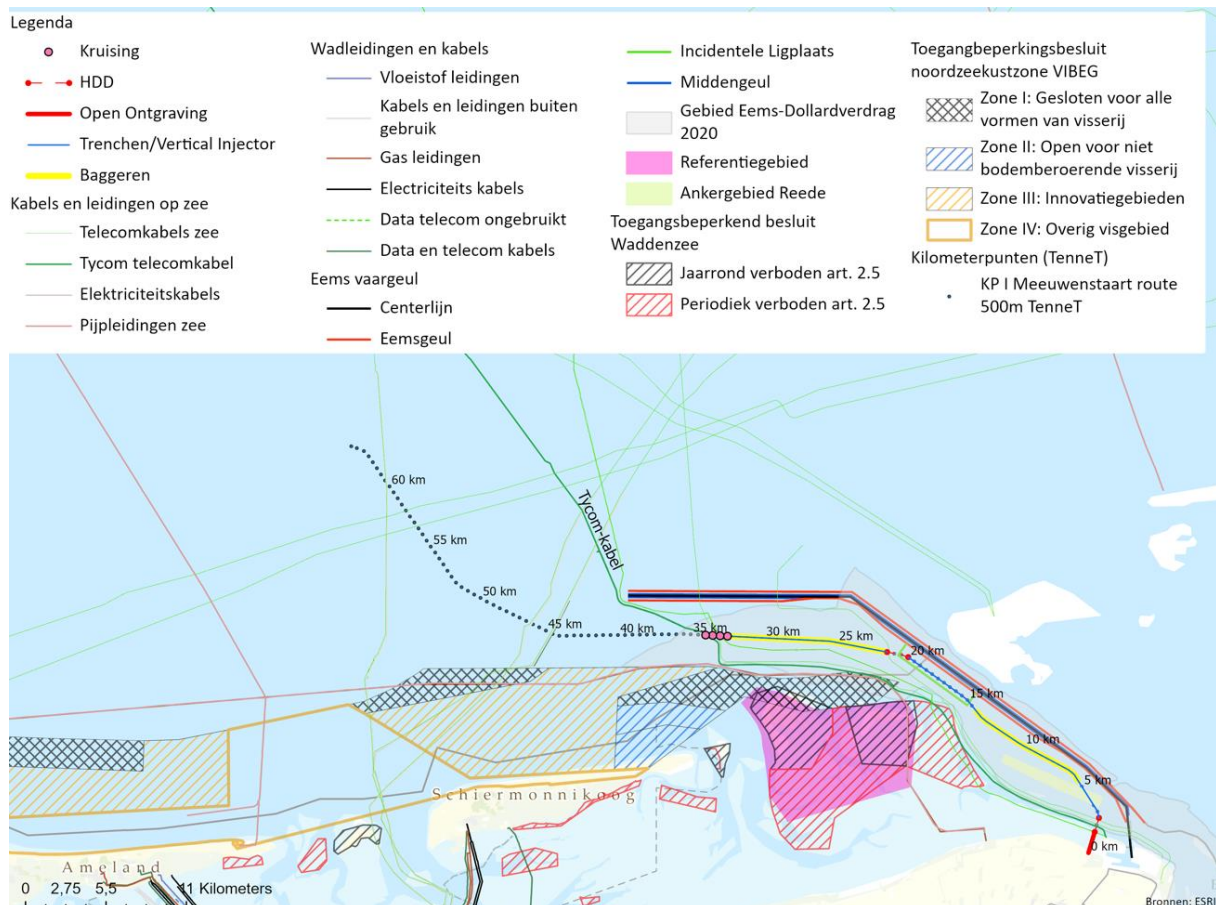 Legenda
Kruising
HDD
Open Ontgraving
Trenchen/Vertical Injector
Baggeren
Kabels en leidingen op zee
Telecomkabels zee
Tycom telecomkabel
Elektriciteitskabels
Pijpleidingen zee
Wadleidingen en kabels
Vloeistof leidingen
Kabels en leidingen buiten
gebruik
Gas leidingen
Electriciteits kabels
Data telecom ongebruikt
Data en telecom kabels
Eems vaargeul
Centerlijn
Eemsgeul
Incidentele Ligplaats
Middengeul
Gebied Eems-Dollardverdrag
2020
Referentiegebied
Ankergebied Reede
Toegangsbeperkend besluit
Waddenzee
Jaarrond verboden art. 2.5
Periodiek verboden art. 2.5
Toegangbeperkingsbesluit
noordzeekustzone VIBEG
Zone I: Gesloten voor alle
vormen van visserij
Zone II: Open voor niet
bodemberoerende visserij
Zone III: Innovatiegebieden
Zone IV: Overig visgebied
Kilometerpunten (TenneT)
KP I Meeuwenstaart route
500m TenneT
60 km
55 km
50 km
45 km
40 km
35 km
30 km
25 km
20 km
15 km
10 km
5 km
0 km
Tycom-kabel
Schiermonnikoog
Ameland
0 2,75 5,5 11 Kilometers
Bronnen: ESRI